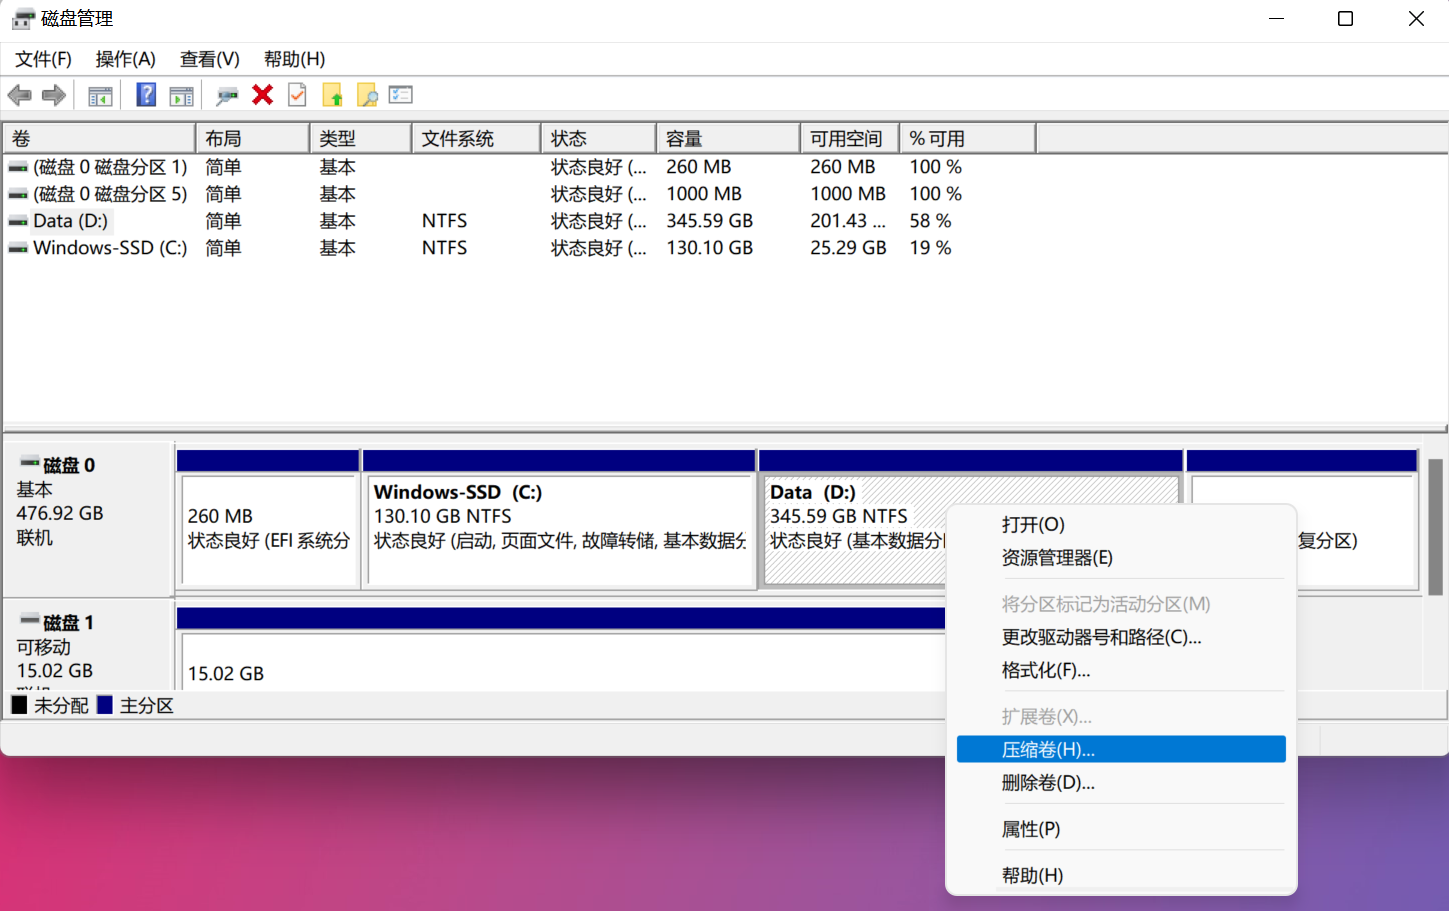 磁盘管理
文件(F) 操作(A) 查看(V) 帮助(H)
卷 布局 类型 文件系统 状态 容量 可用空间 % 可用
(磁盘 0 磁盘分区 1) 简单 基本 状态良好 (... 260 MB 260 MB 100 %
(磁盘 0 磁盘分区 5) 简单 基本 状态良好 (... 1000 MB 1000 MB 100 %
Data (D:) 简单 基本 NTFS 状态良好 (... 345.59 GB 201.43 ... 58 %
Windows-SSD (C:) 简单 基本 NTFS 状态良好 (... 130.10 GB 25.29 GB 19 %
磁盘 0
基本
476.92 GB
联机
260 MB
状态良好 (EFI 系统分
Windows-SSD (C:)
130.10 GB NTFS
状态良好 (启动, 页面文件, 故障转储, 基本数据分
Data (D:)
345.59 GB NTFS
状态良好 (基本数据分
复分区)
磁盘 1
可移动
15.02 GB
15.02 GB
未分配 主分区
打开(O)
资源管理器(E)
将分区标记为活动分区(M)
更改驱动器号和路径(C)...
格式化(F)...
扩展卷(X)...
压缩卷(H)...
删除卷(D)...
属性(P)
帮助(H)